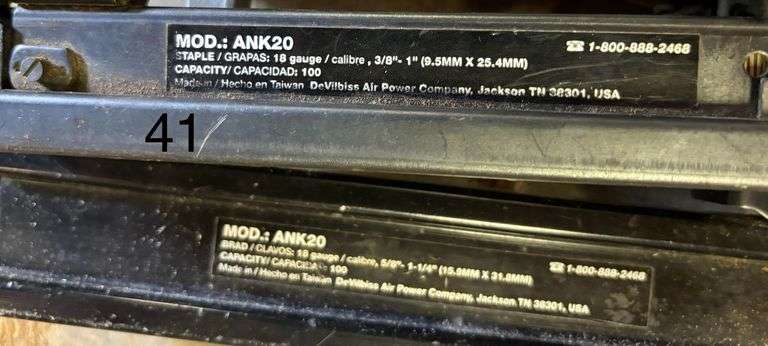 MOD.: ANK20 ☎ 1-800-888-2468
STAPLE / GRAPAS: 18 gauge / calibre , 3/8"- 1" (9.5MM X 25.4MM)
CAPACITY / CAPACIDAD: 100
Made in / Hecho en Taiwan DeVilbiss Air Power Company, Jackson TN 38301, USA
41
MOD.: ANK20 ☎ 1-800-888-2468
BRAD / CLAVOS: 18 gauge / calibre, 5/8"- 1-1/4" (15.9MM X 31.8MM)
CAPACITY / CAPACIDAD: 100
Made in / Hecho en Taiwan DeVilbiss Air Power Company, Jackson TN 38301, USA